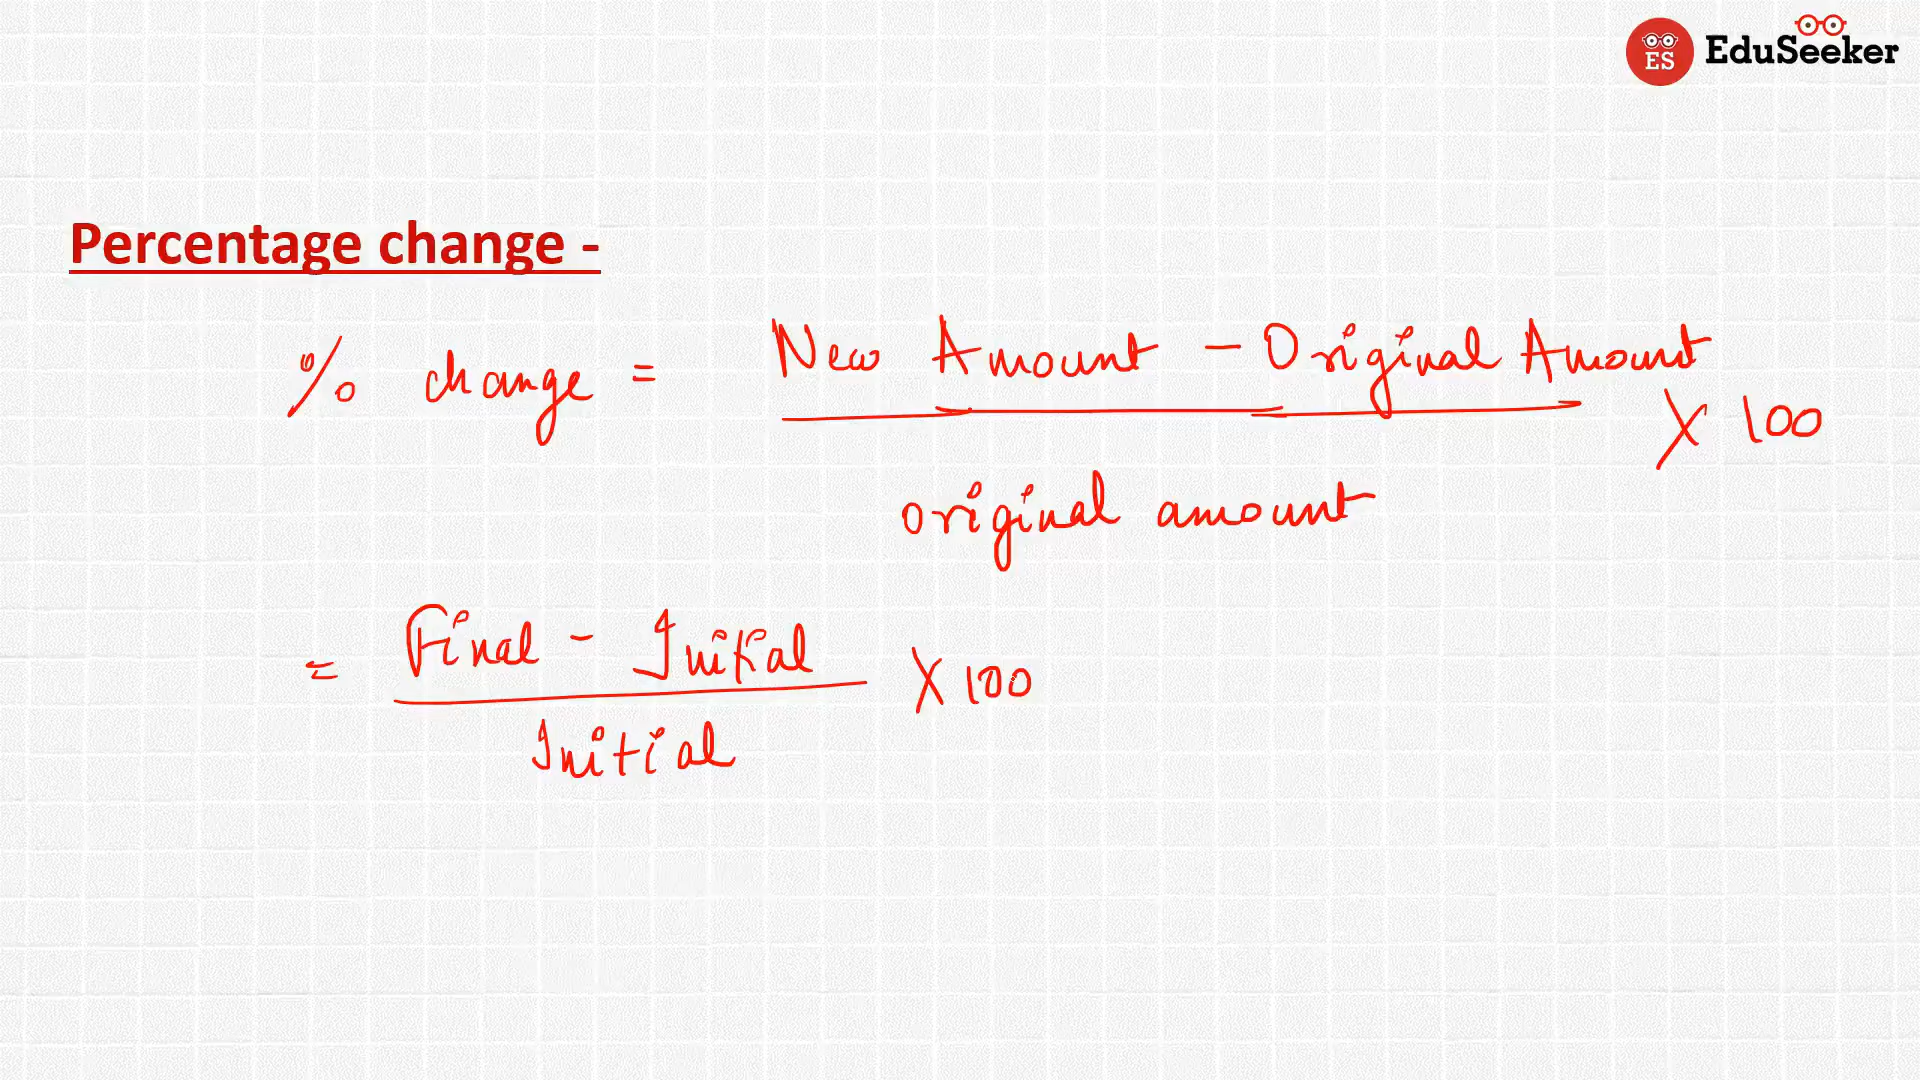 ES EduSeeker
Percentage change -
% change = New Amount - Original Amount X 100
original amount
= Final - Initial X 100
Initial